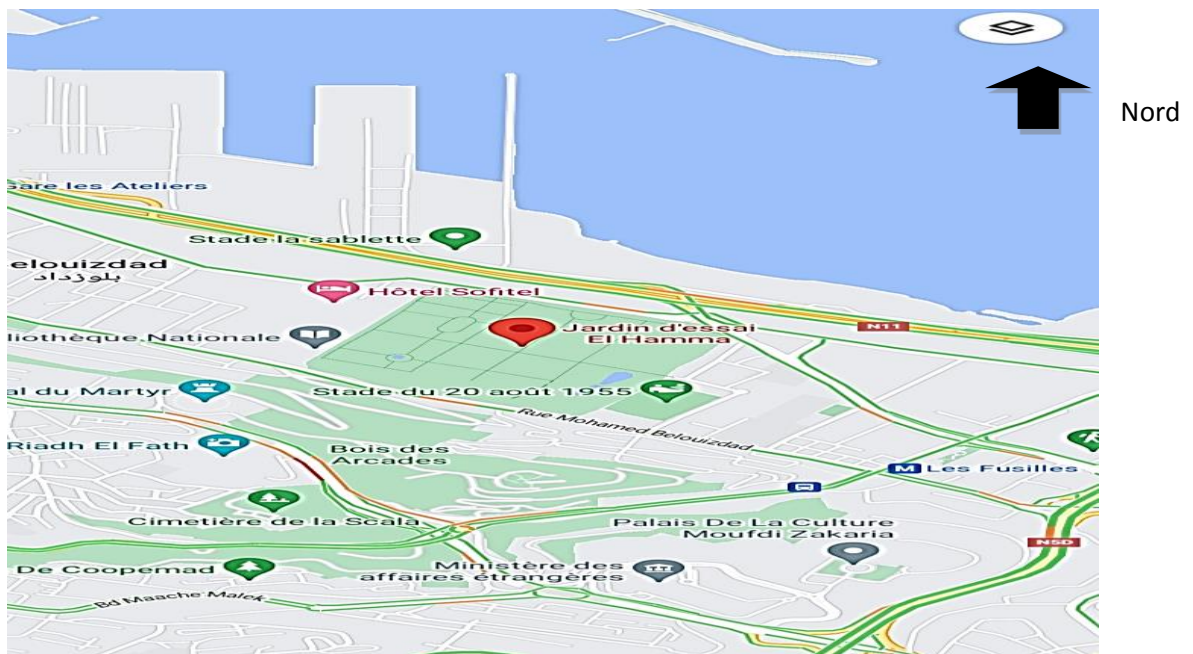 Nord
Gare les Ateliers
Stade la sablette
elouizdad
بلوزداد
Hôtel Sofitel
Jardin d'essai
El Hamma
N11
liothèque Nationale
al du Martyr
Stade du 20 août 1955
Rue Mohamed Belouizdad
Riadh El Fath
Bois des
Arcades
M Les Fusilles
Cimetière de la Scala
Palais De La Culture
Moufdi Zakaria
N5D
De Coopemad
Ministère des
affaires étrangères
Bd Maache Malek